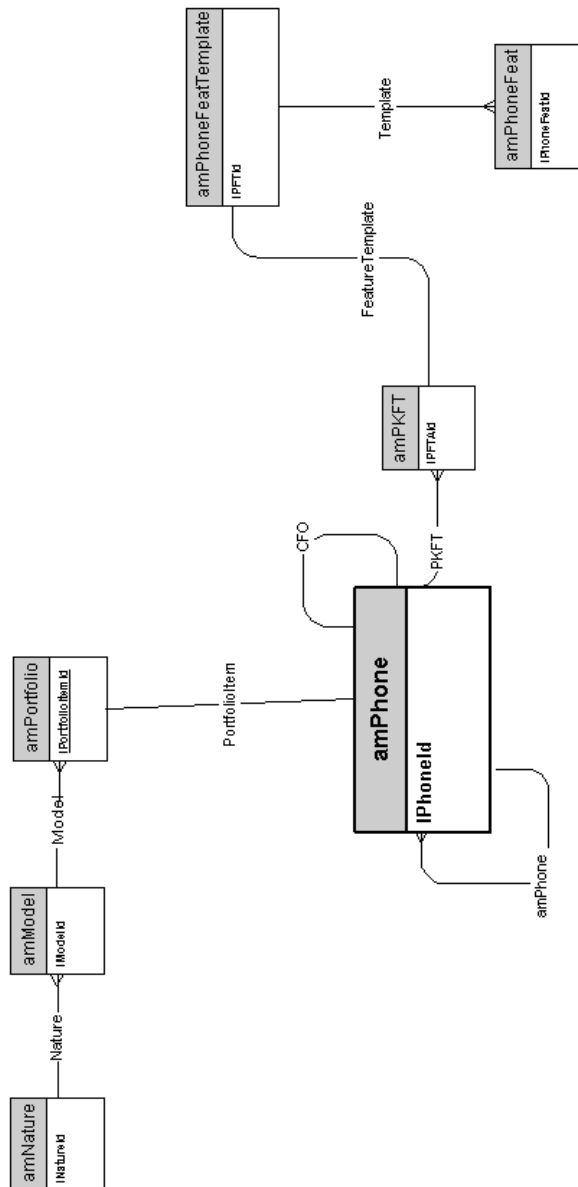 amNature
lNatureId
Nature
amModel
lModelId
Model
amPortfolio
lPortfolioItemId
PortfolioItem
amPhone
lPhoneId
amPhone
CFO
PKFT
amPKFT
lPFTAId
FeatureTemplate
amPhoneFeatTemplate
lPFTId
Template
amPhoneFeat
lPhoneFeatId